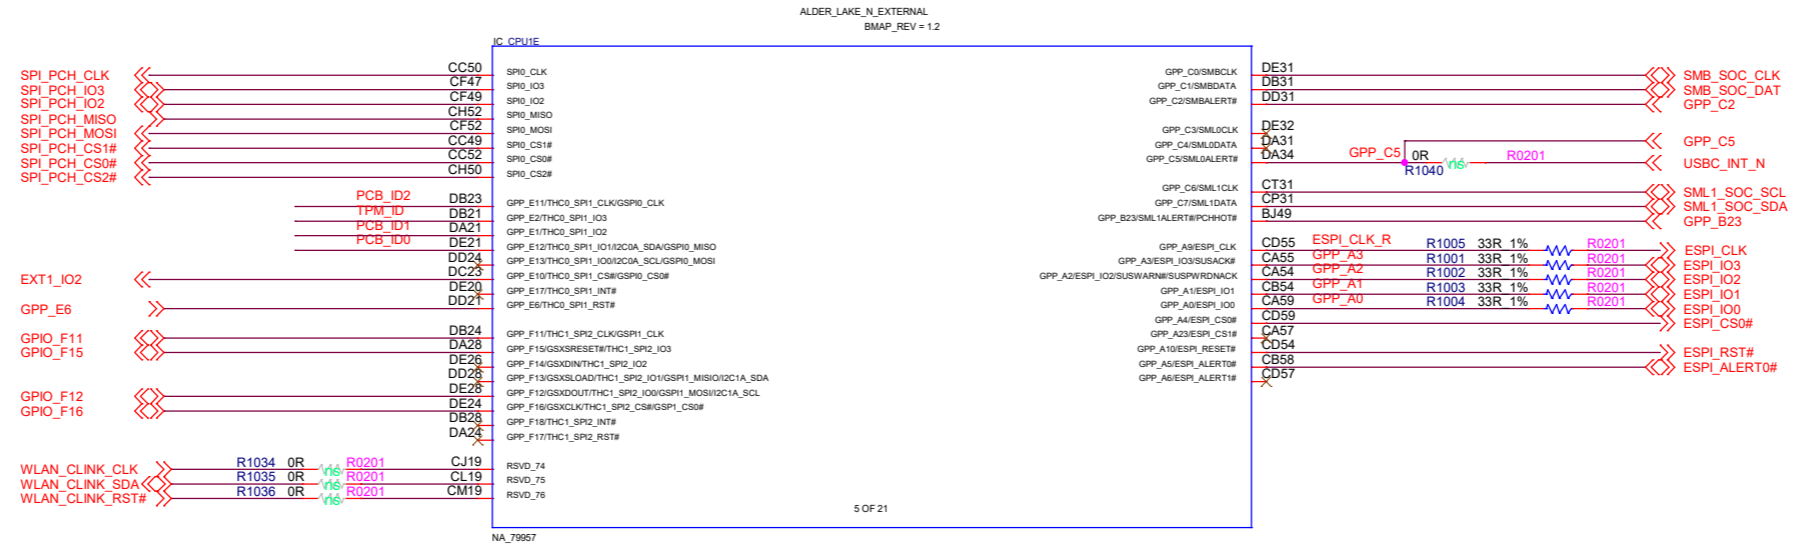 ALDER_LAKE_N_EXTERNAL
BMAP_REV = 1.2
IC_CPU1E
SPI_PCH_CLK CC50 SPI0_CLK
SPI_PCH_IO3 CF47 SPI0_IO3
SPI_PCH_IO2 CF49 SPI0_IO2
SPI_PCH_MISO CH52 SPI0_MISO
SPI_PCH_MOSI CF52 SPI0_MOSI
SPI_PCH_CS1# CC49 SPI0_CS1#
SPI_PCH_CS0# CC52 SPI0_CS0#
SPI_PCH_CS2# CH50 SPI0_CS2#
PCB_ID2 DB23 GPP_E11/THC0_SPI1_CLK/GSPI0_CLK
TPM_ID DB21 GPP_E2/THC0_SPI1_IO3
PCB_ID1 DA21 GPP_E1/THC0_SPI1_IO2
PCB_ID0 DE21 GPP_E12/THC0_SPI1_IO1/I2C0A_SDA/GSPI0_MISO
DD24 GPP_E13/THC0_SPI1_IO0/I2C0A_SCL/GSPI0_MOSI
EXT1_IO2 DC23 GPP_E10/THC0_SPI1_CS#/GSPI0_CS0#
DE20 GPP_E17/THC0_SPI1_INT#
GPP_E6 DD21 GPP_E6/THC0_SPI1_RST#
GPIO_F11 DB24 GPP_F11/THC1_SPI2_CLK/GSPI1_CLK
GPIO_F15 DA28 GPP_F15/GSXSRESET#/THC1_SPI2_IO3
DE26 GPP_F14/GSXDIN/THC1_SPI2_IO2
DD28 GPP_F13/GSXSLOAD/THC1_SPI2_IO1/GSPI1_MISIO/I2C1A_SDA
GPIO_F12 DE28 GPP_F12/GSXDOUT/THC1_SPI2_IO0/GSPI1_MOSI/I2C1A_SCL
GPIO_F16 DE24 GPP_F16/GSXCLK/THC1_SPI2_CS#/GSP1_CS0#
DB28 GPP_F18/THC1_SPI2_INT#
DA24 GPP_F17/THC1_SPI2_RST#
WLAN_CLINK_CLK R1034 0R ns R0201 CJ19 RSVD_74
WLAN_CLINK_SDA R1035 0R ns R0201 CL19 RSVD_75
WLAN_CLINK_RST# R1036 0R ns R0201 CM19 RSVD_76
GPP_C0/SMBCLK DE31 SMB_SOC_CLK
GPP_C1/SMBDATA DB31 SMB_SOC_DAT
GPP_C2/SMBALERT# DD31 GPP_C2
GPP_C3/SML0CLK DE32
GPP_C4/SML0DATA DA31 GPP_C5
GPP_C5/SML0ALERT# DA34 GPP_C5 0R R1040 ns R0201 USBC_INT_N
GPP_C6/SML1CLK CT31 SML1_SOC_SCL
GPP_C7/SML1DATA CP31 SML1_SOC_SDA
GPP_B23/SML1ALERT#/PCHHOT# BJ49 GPP_B23
GPP_A9/ESPI_CLK CD55 ESPI_CLK_R R1005 33R 1% R0201 ESPI_CLK
GPP_A3/ESPI_IO3/SUSACK# CA55 GPP_A3 R1001 33R 1% R0201 ESPI_IO3
GPP_A2/ESPI_IO2/SUSWARN#/SUSPWRDNACK CA54 GPP_A2 R1002 33R 1% R0201 ESPI_IO2
GPP_A1/ESPI_IO1 CB54 GPP_A1 R1003 33R 1% R0201 ESPI_IO1
GPP_A0/ESPI_IO0 CA59 GPP_A0 R1004 33R 1% R0201 ESPI_IO0
GPP_A4/ESPI_CS0# CD59 ESPI_CS0#
GPP_A23/ESPI_CS1# CA57
GPP_A10/ESPI_RESET# CD54 ESPI_RST#
GPP_A5/ESPI_ALERT0# CB58 ESPI_ALERT0#
GPP_A6/ESPI_ALERT1# CD57
5 OF 21
NA_79957